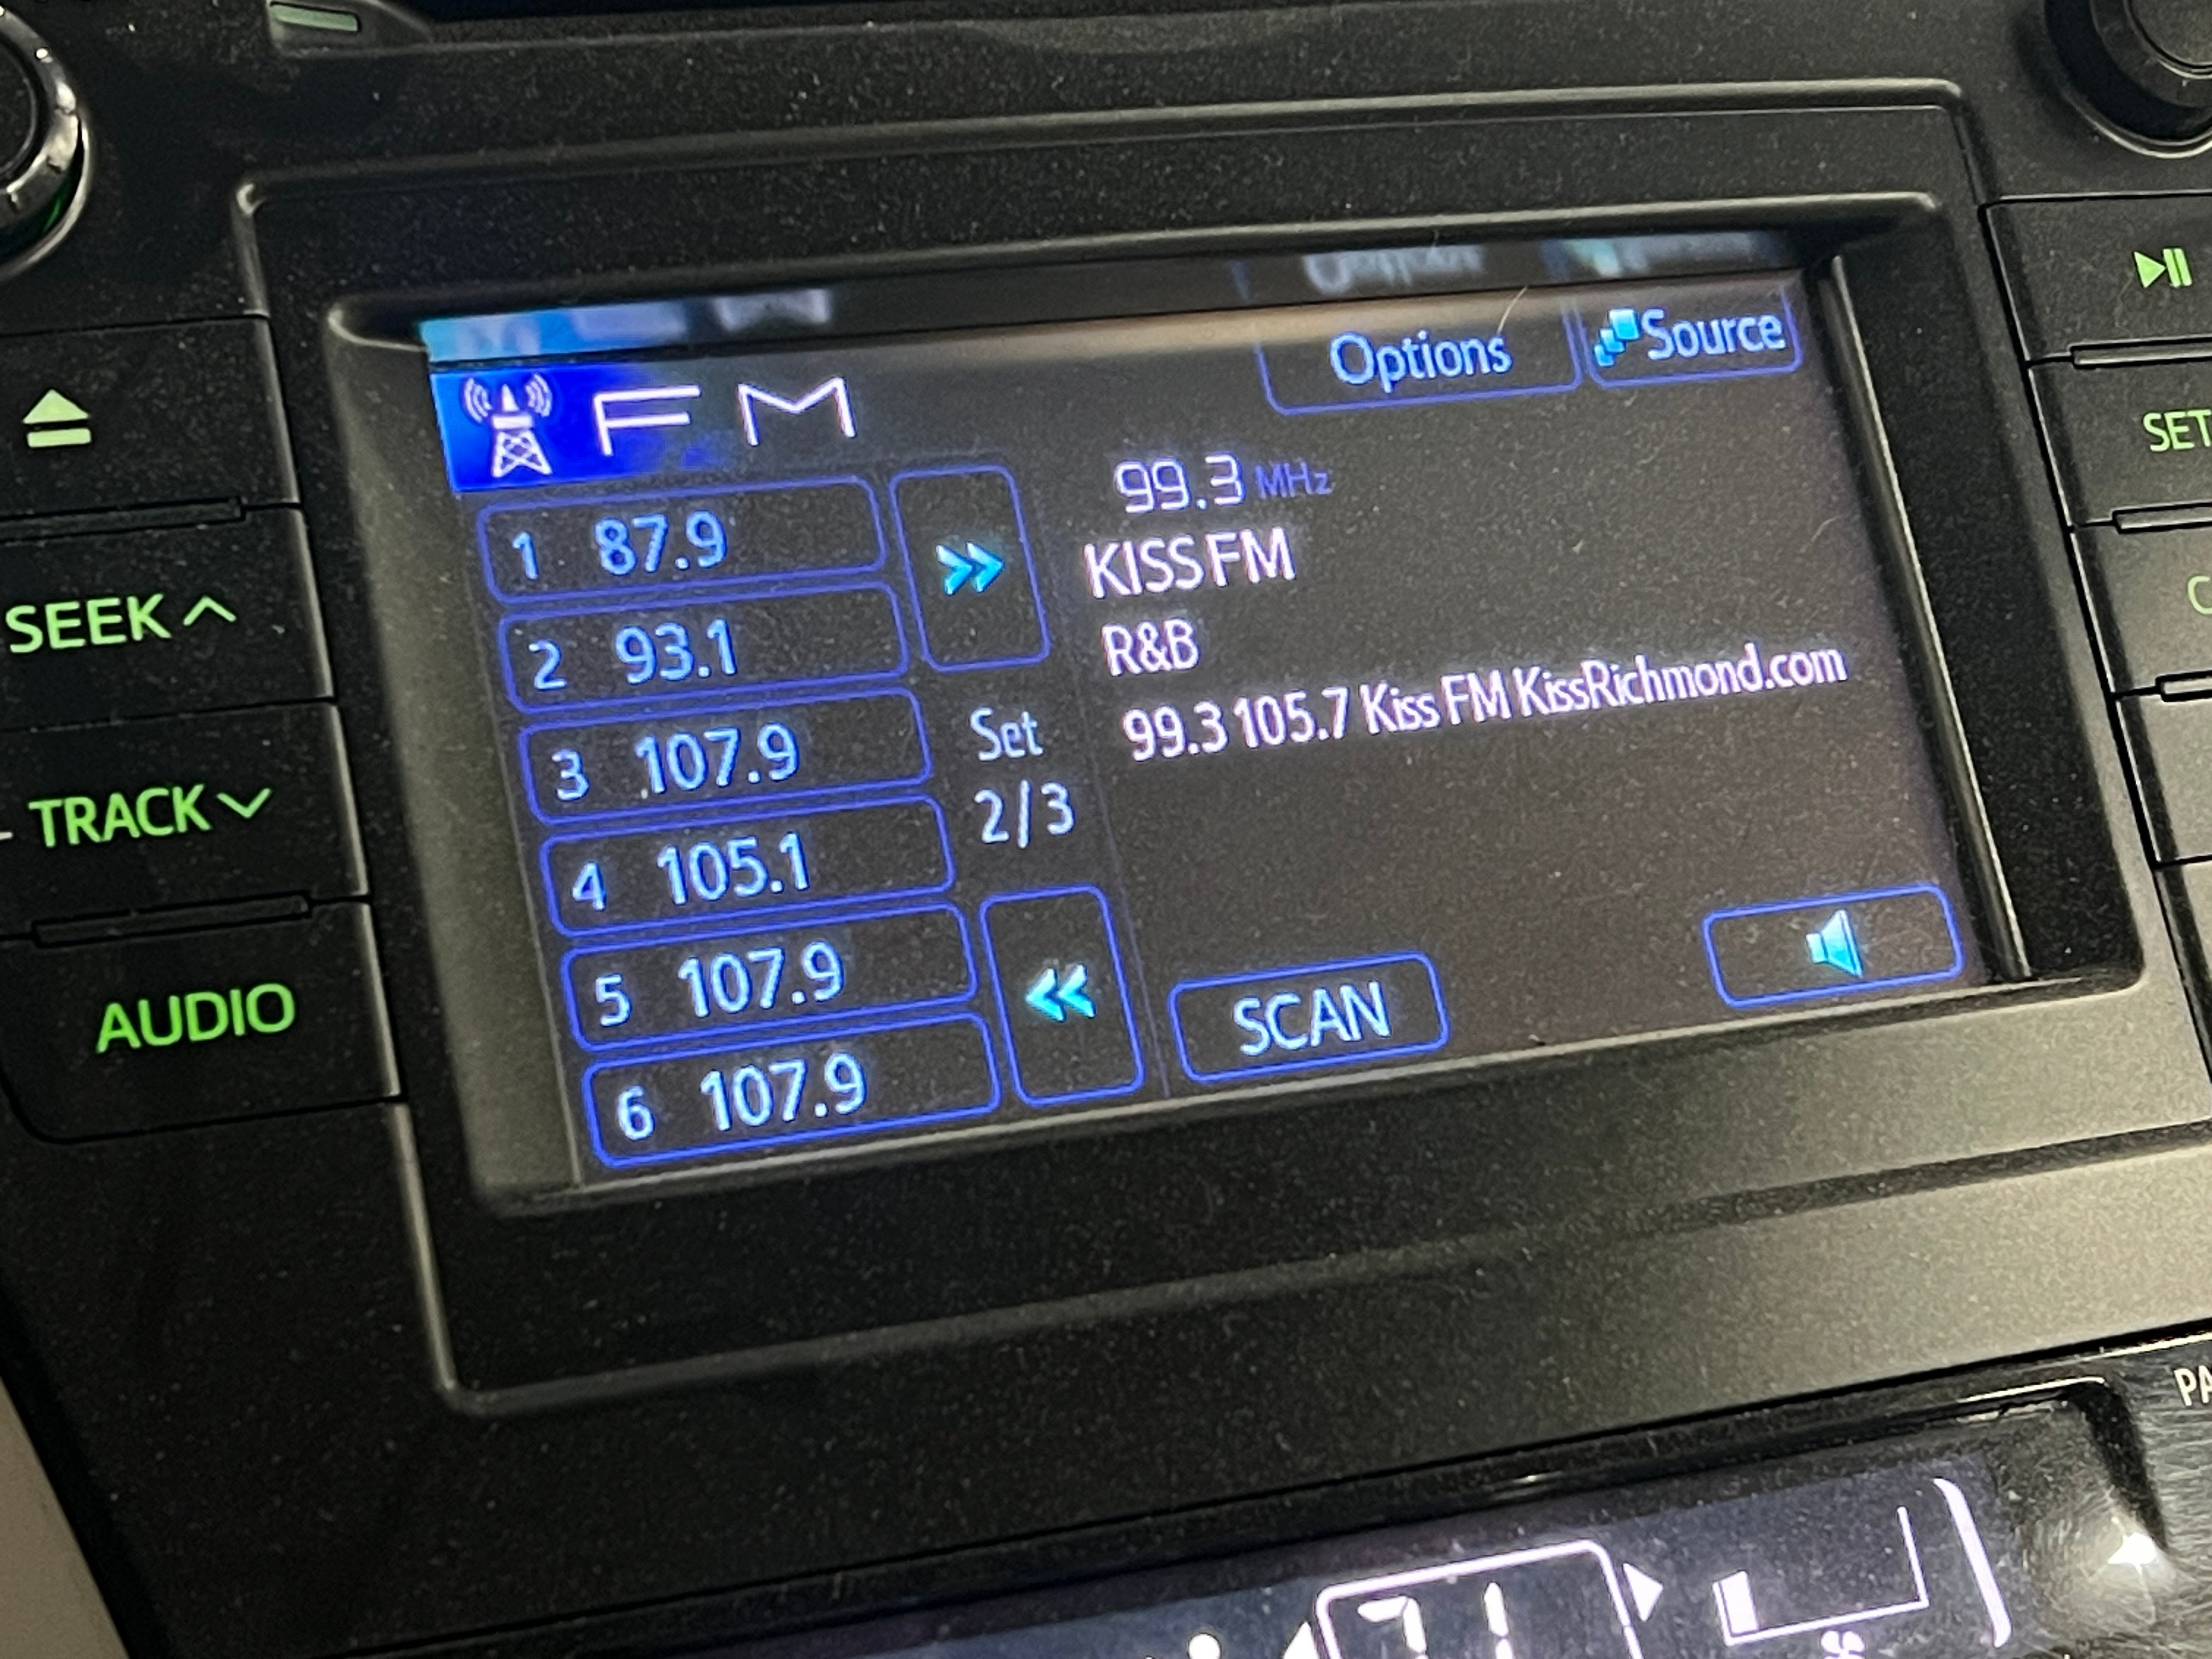 Options
Source
FM
99.3 MHz
KISS FM
R&B
99.3 105.7 Kiss FM KissRichmond.com
1 87.9
2 93.1
3 107.9
4 105.1
5 107.9
6 107.9
Set
2/3
SCAN
SEEK
TRACK
AUDIO
71